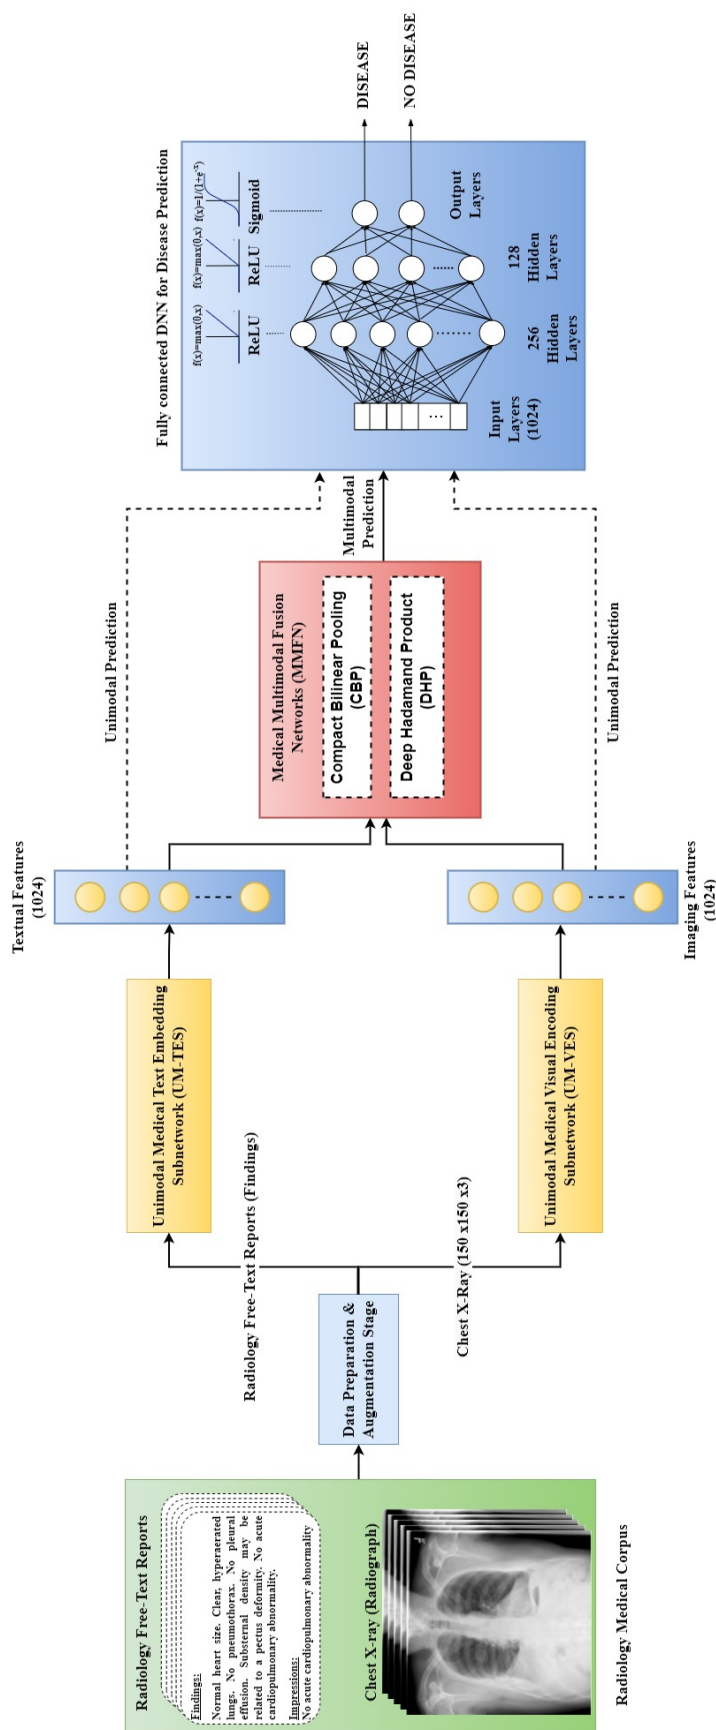 Radiology Free-Text Reports
Findings:
Normal heart size. Clear, hyperaerated
lungs. No pneumothorax. No pleural
effusion. Substernal density may be
related to a pectus deformity. No acute
cardiopulmonary abnormality.
Impressions:
No acute cardiopulmonary abnormality
Chest X-ray (Radiograph)
Radiology Medical Corpus
Data Preparation &
Augmentation Stage
Radiology Free-Text Reports (Findings)
Chest X-Ray (150 x150 x3)
Unimodal Medical Text Embedding
Subnetwork (UM-TES)
Unimodal Medical Visual Encoding
Subnetwork (UM-VES)
Textual Features
(1024)
Imaging Features
(1024)
Unimodal Prediction
Medical Multimodal Fusion
Networks (MMFN)
Compact Bilinear Pooling
(CBP)
Deep Hadamand Product
(DHP)
Unimodal Prediction
Multimodal
Prediction
Fully connected DNN for Disease Prediction
f(x)=max(0,x)
f(x)=max(0,x)
f(x)=1/(1+e⁻ˣ)
ReLU
ReLU
Sigmoid
Input
Layers
(1024)
256
Hidden
Layers
128
Hidden
Layers
Output
Layers
DISEASE
NO DISEASE